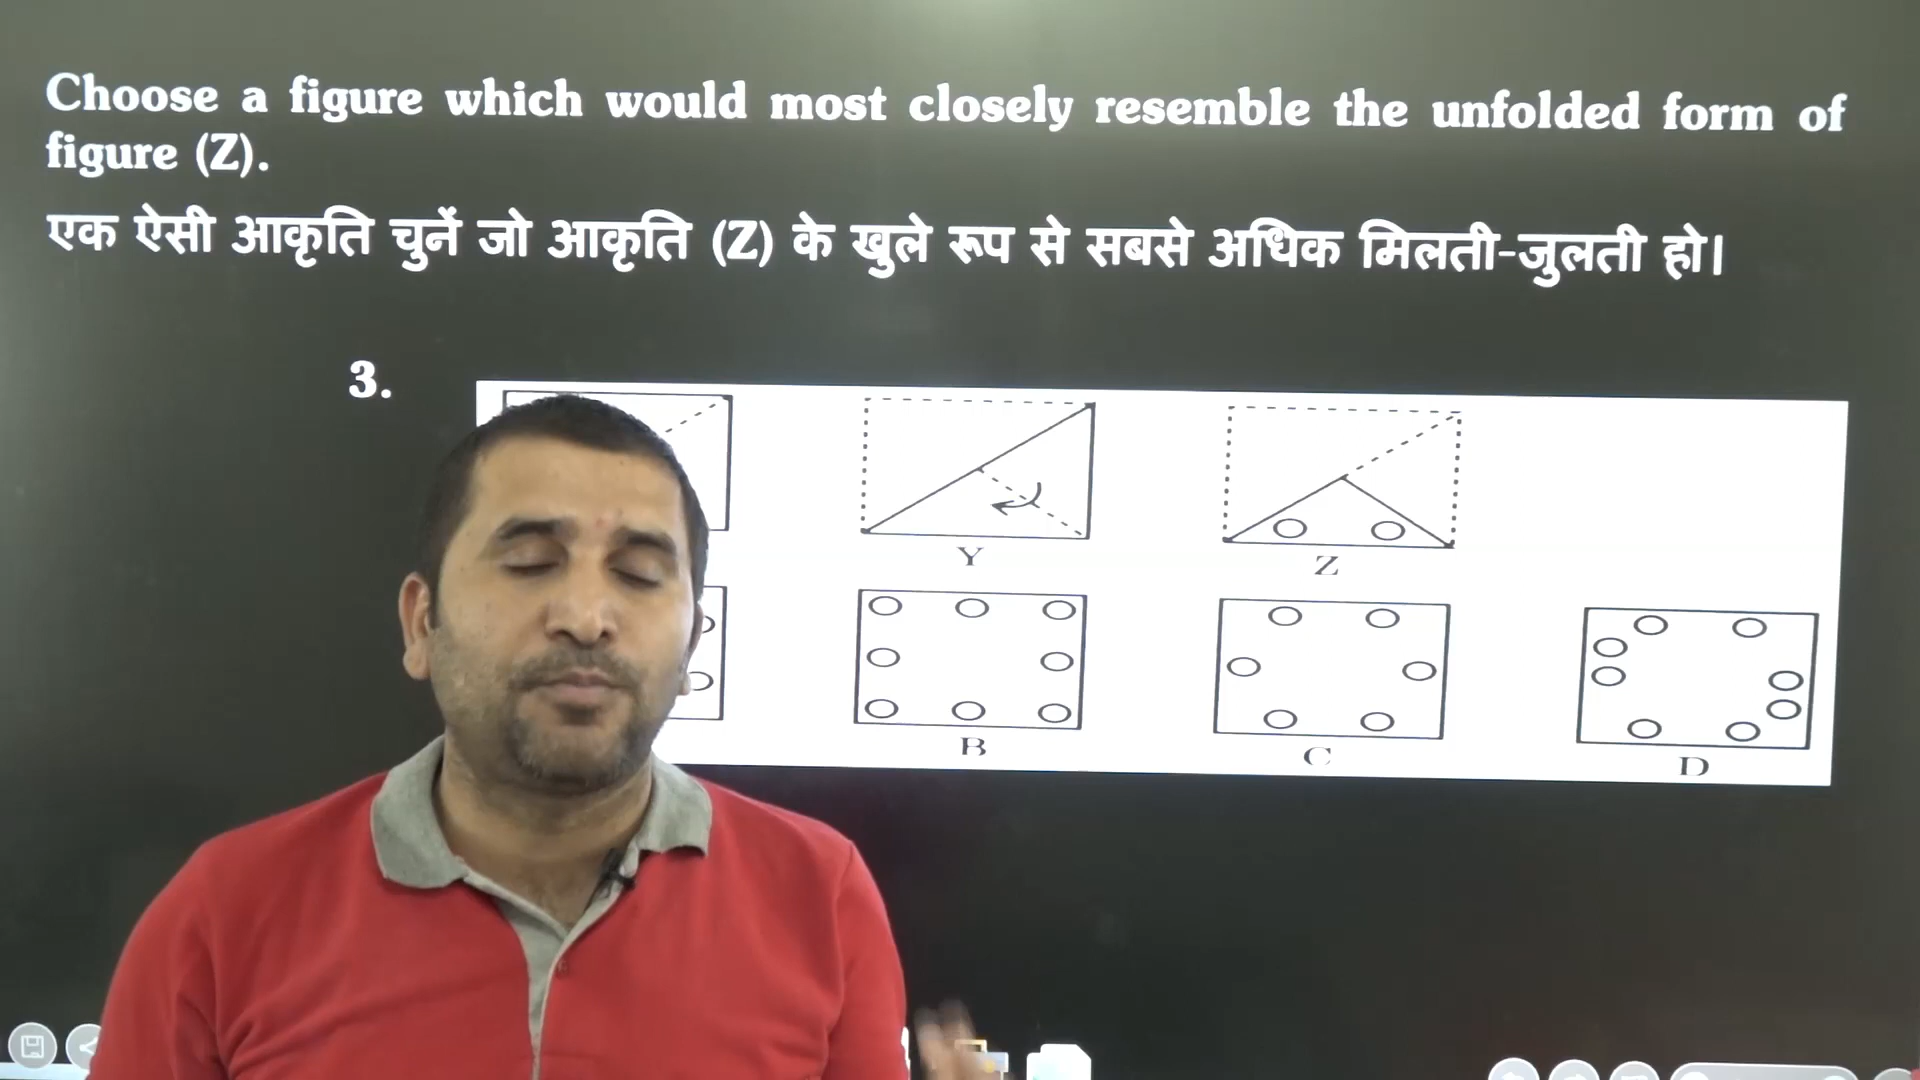 Choose a figure which would most closely resemble the unfolded form of
figure (Z).
एक ऐसी आकृति चुनें जो आकृति (Z) के खुले रूप से सबसे अधिक मिलती-जुलती हो।
3.
Y
Z
B
C
D